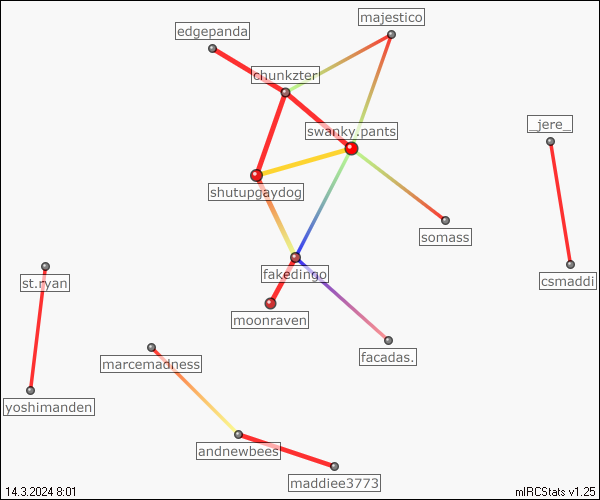 majestico
edgepanda
chunkzter
_jere_
swanky.pants
shutupgaydog
somass
fakedingo
csmaddi
st.ryan
moonraven
facadas.
marcemadness
yoshimanden
andnewbees
maddiee3773
14.3.2024 8:01
mIRCStats v1.25